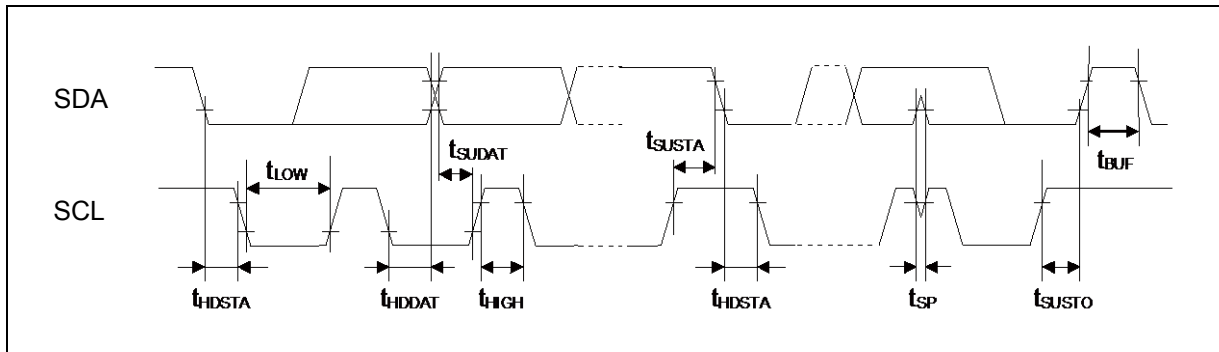 SDA
tSUDAT
tSUSTA
tBUF
tLOW
SCL
tHDSTA
tHDDAT
tHIGH
tHDSTA
tSP
tSUSTO